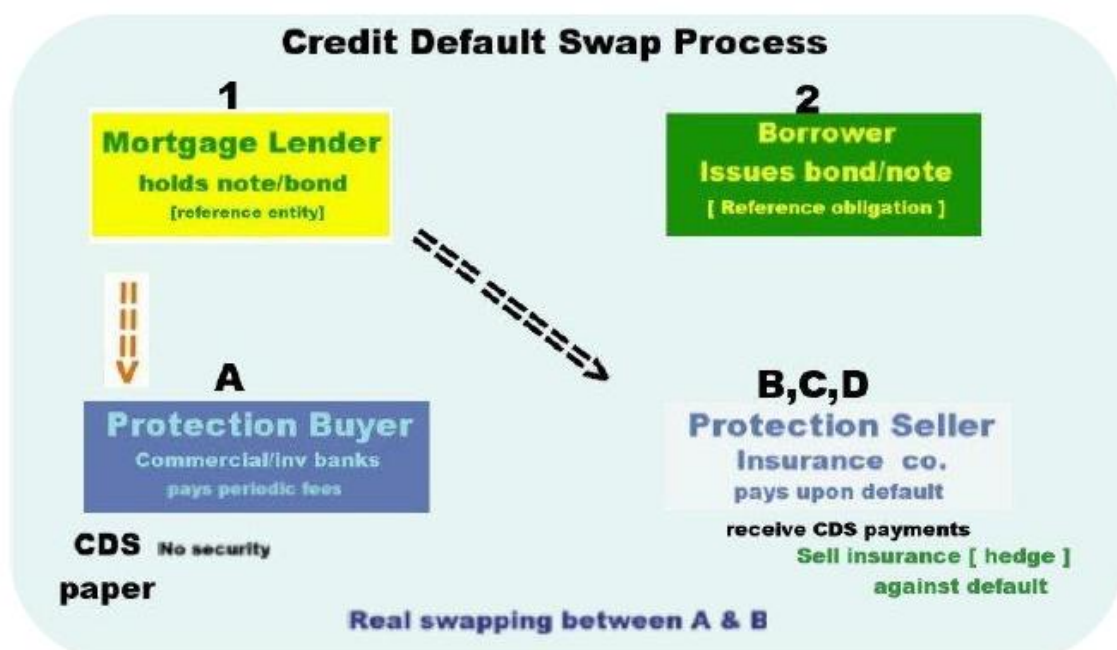 Credit Default Swap Process
1
Mortgage Lender
holds note/bond
[reference entity]
2
Borrower
Issues bond/note
[ Reference obligation ]
A
Protection Buyer
Commercial/inv banks
pays periodic fees
CDS No security
paper
B,C,D
Protection Seller
Insurance co.
pays upon default
receive CDS payments
Sell insurance [ hedge ]
against default
Real swapping between A & B